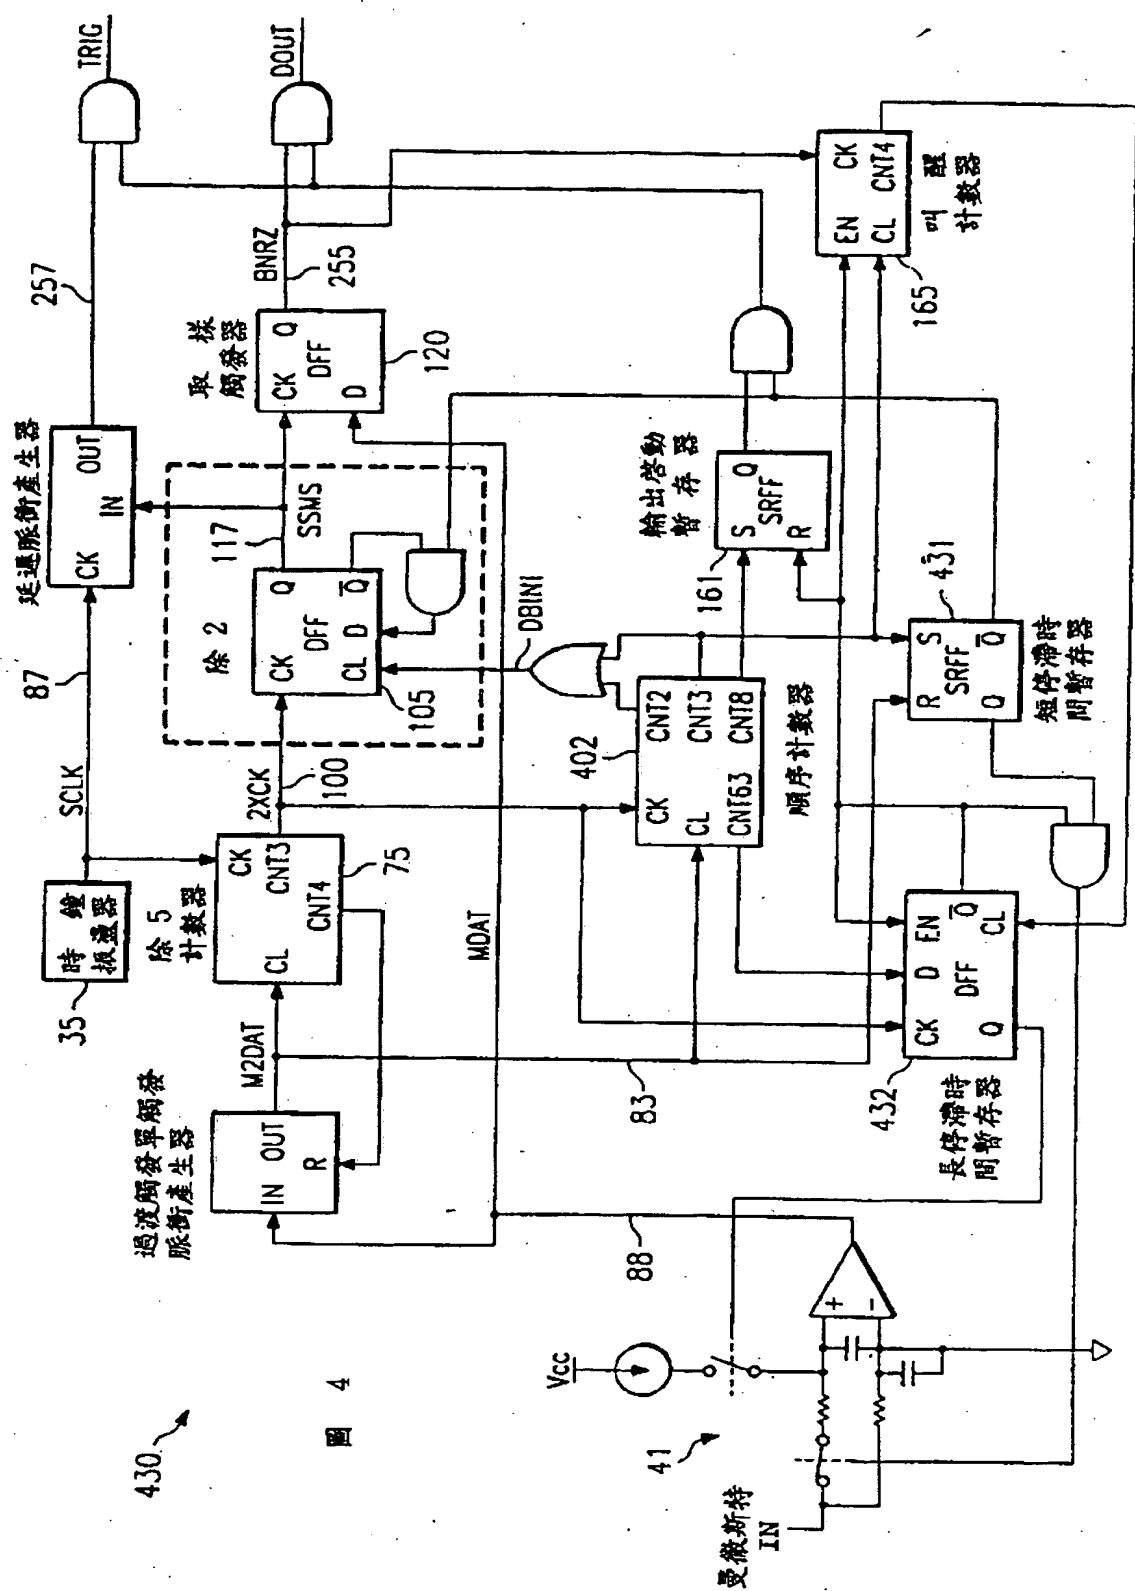 430
圖 4
曼徹斯特
IN
41
Vcc
+
−
88
過渡觸發單觸發
脈衝產生器
IN
OUT
R
M2DAT
83
MDAT
時鐘
振盪器
35
SCLK
87
除 5
計數器
CK
CNT3
CL
CNT4
75
2XCK
100
除 2
CK
Q
DFF
Q
CL
D
105
117
SSMS
DBINI
延遲脈衝產生器
CK
OUT
IN
257
TRIG
取樣
觸發器
CK
Q
DFF
D
120
BNRZ
255
DOUT
402
CK
CNT2
CL
CNT3
CNT63
CNT8
順序計數器
輸出啓動
暫存器
S
Q
SRFF
R
161
EN
CK
CL
CNT4
165
叫醒
計數器
R
S
SRFF
Q
Q
431
短停滯時
間暫存器
CK
D
EN
DFF
Q
Q
CL
432
長停滯時
間暫存器